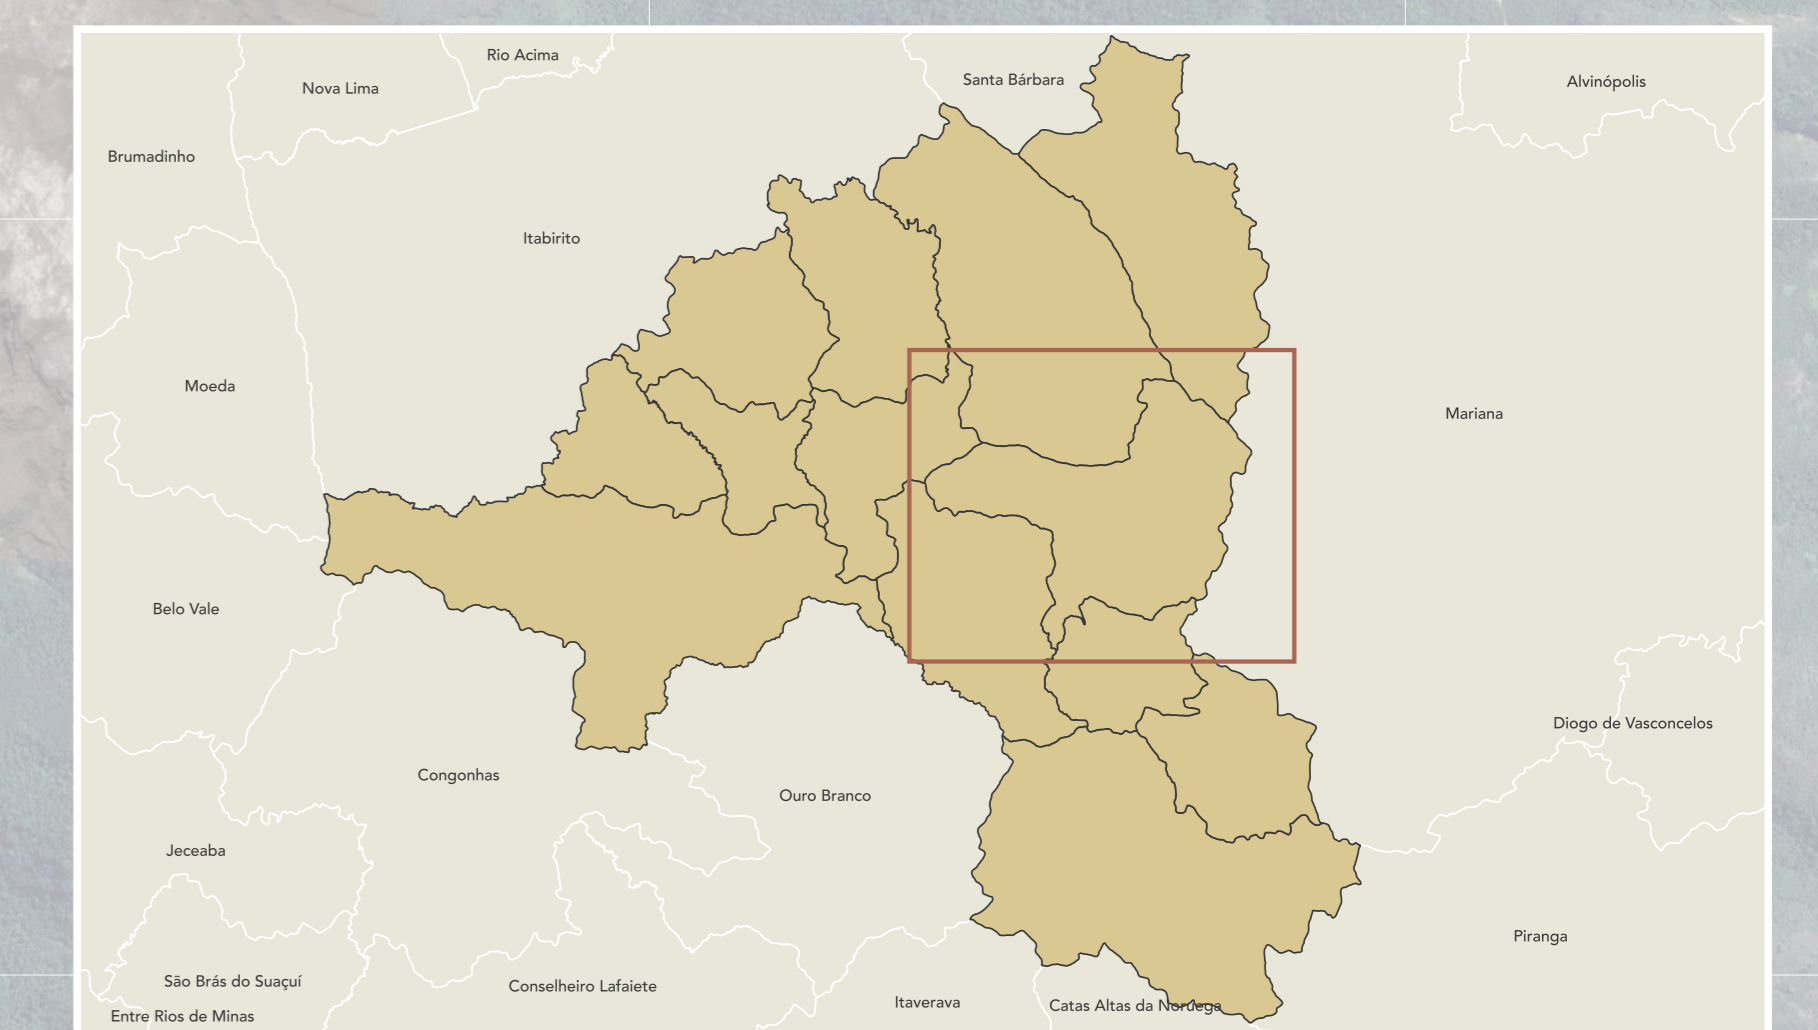 Rio Acima
Santa Bárbara
Alvinópolis
Nova Lima
Brumadinho
Itabirito
Moeda
Mariana
Belo Vale
Diogo de Vasconcelos
Congonhas
Ouro Branco
Jeceaba
Piranga
São Brás do Suaçuí
Conselheiro Lafaiete
Itaverava
Catas Altas da Noruega
Entre Rios de Minas